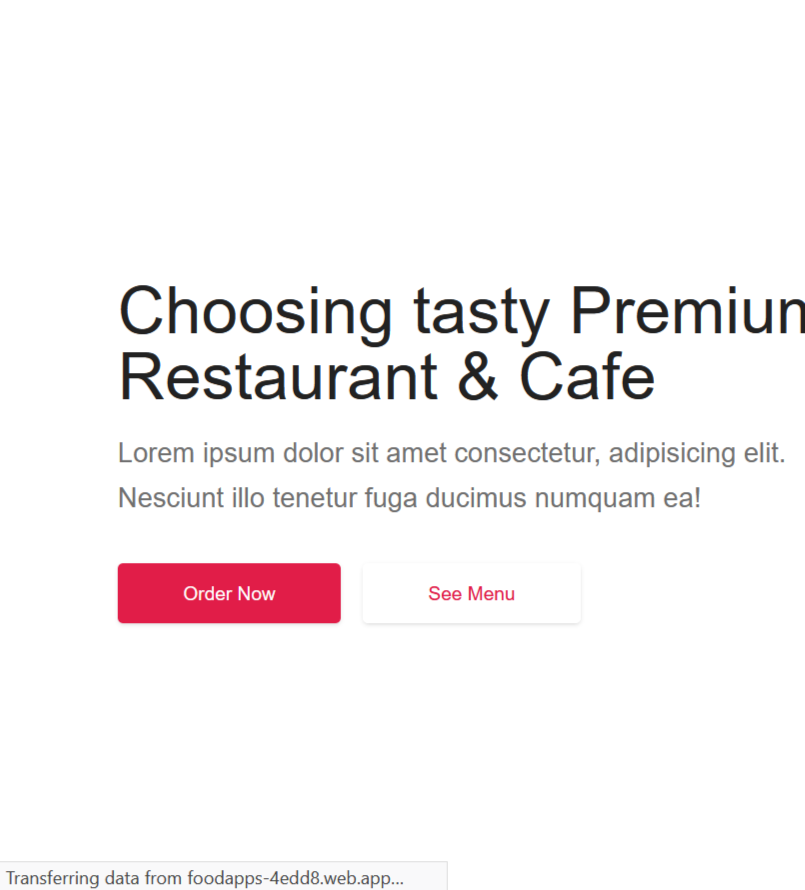 Choosing tasty Premium
Restaurant & Cafe
Lorem ipsum dolor sit amet consectetur, adipisicing elit.
Nesciunt illo tenetur fuga ducimus numquam ea!
Order Now
See Menu
Transferring data from foodapps-4edd8.web.app...